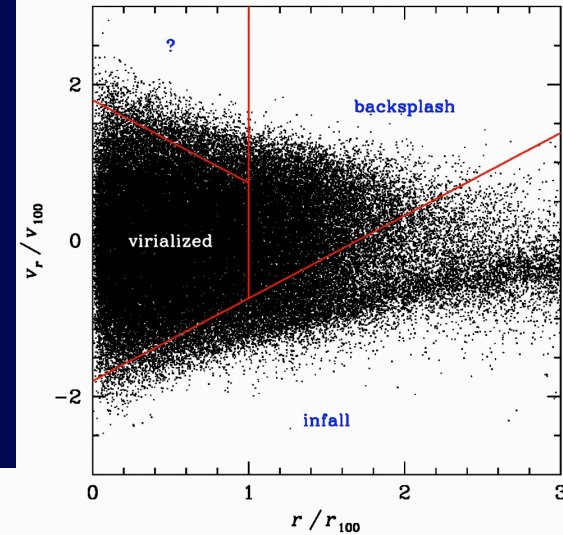 ?
backsplash
virialized
infall
2
0
−2
v_r / v_100
0
1
2
3
r / r_100